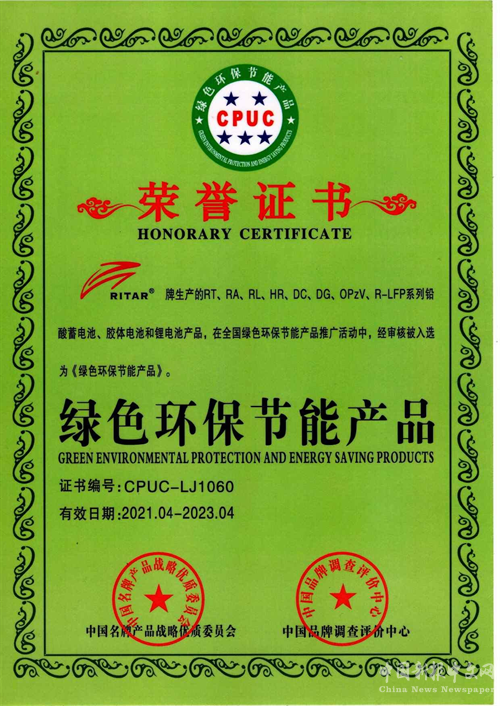 绿色环保节能产品
CPUC
GREEN ENVIRONMENTAL PROTECTION AND ENERGY SAVING PRODUCTS
荣誉证书
HONORARY CERTIFICATE
RITAR® 牌生产的RT、RA、RL、HR、DC、DG、OPzV、R-LFP系列铅
酸蓄电池、胶体电池和锂电池产品，在全国绿色环保节能产品推广活动中，经审核被入选
为《绿色环保节能产品》。
绿色环保节能产品
GREEN ENVIRONMENTAL PROTECTION AND ENERGY SAVING PRODUCTS
证书编号:CPUC-LJ1060
有效日期:2021.04-2023.04
中国名牌产品战略优质委员会
中国品牌调查评价中心
中国名牌产品战略优质委员会
中国品牌调查评价中心
China News Newspaper